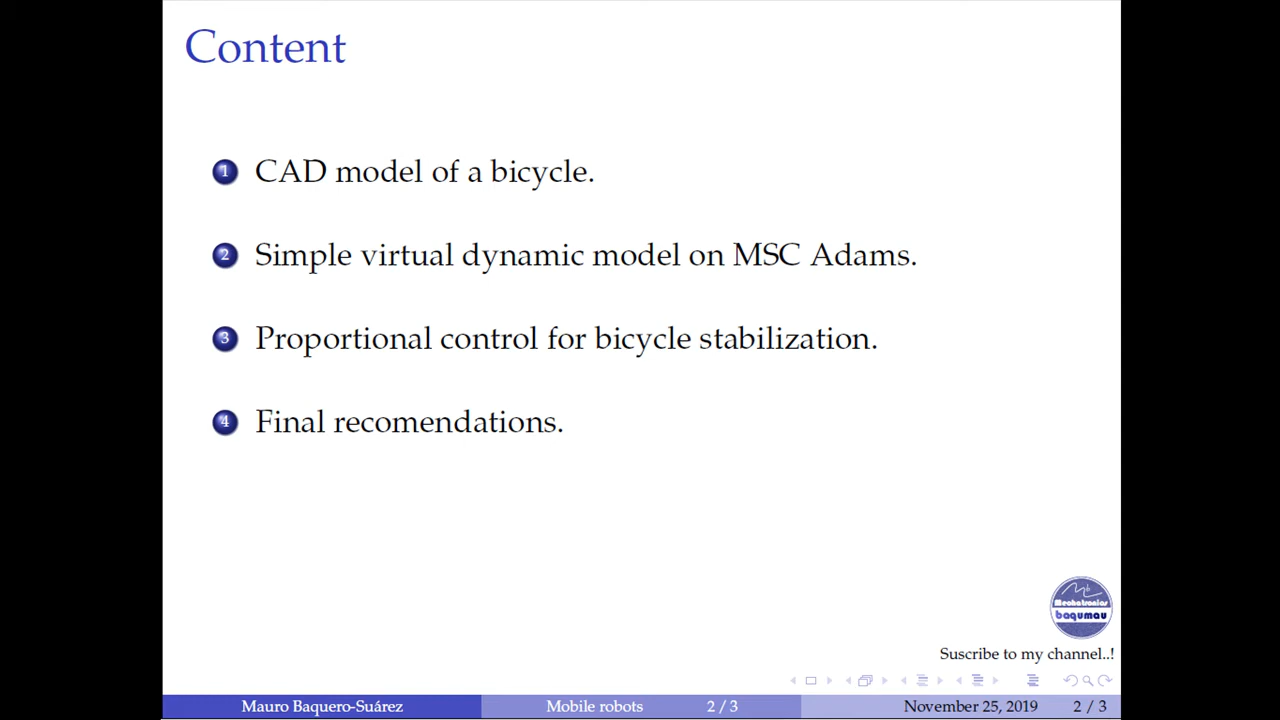 Content
1 CAD model of a bicycle.
2 Simple virtual dynamic model on MSC Adams.
3 Proportional control for bicycle stabilization.
4 Final recomendations.
Mechatronics
baqumau
Suscribe to my channel..!
Mauro Baquero-Suárez Mobile robots 2 / 3 November 25, 2019 2 / 3